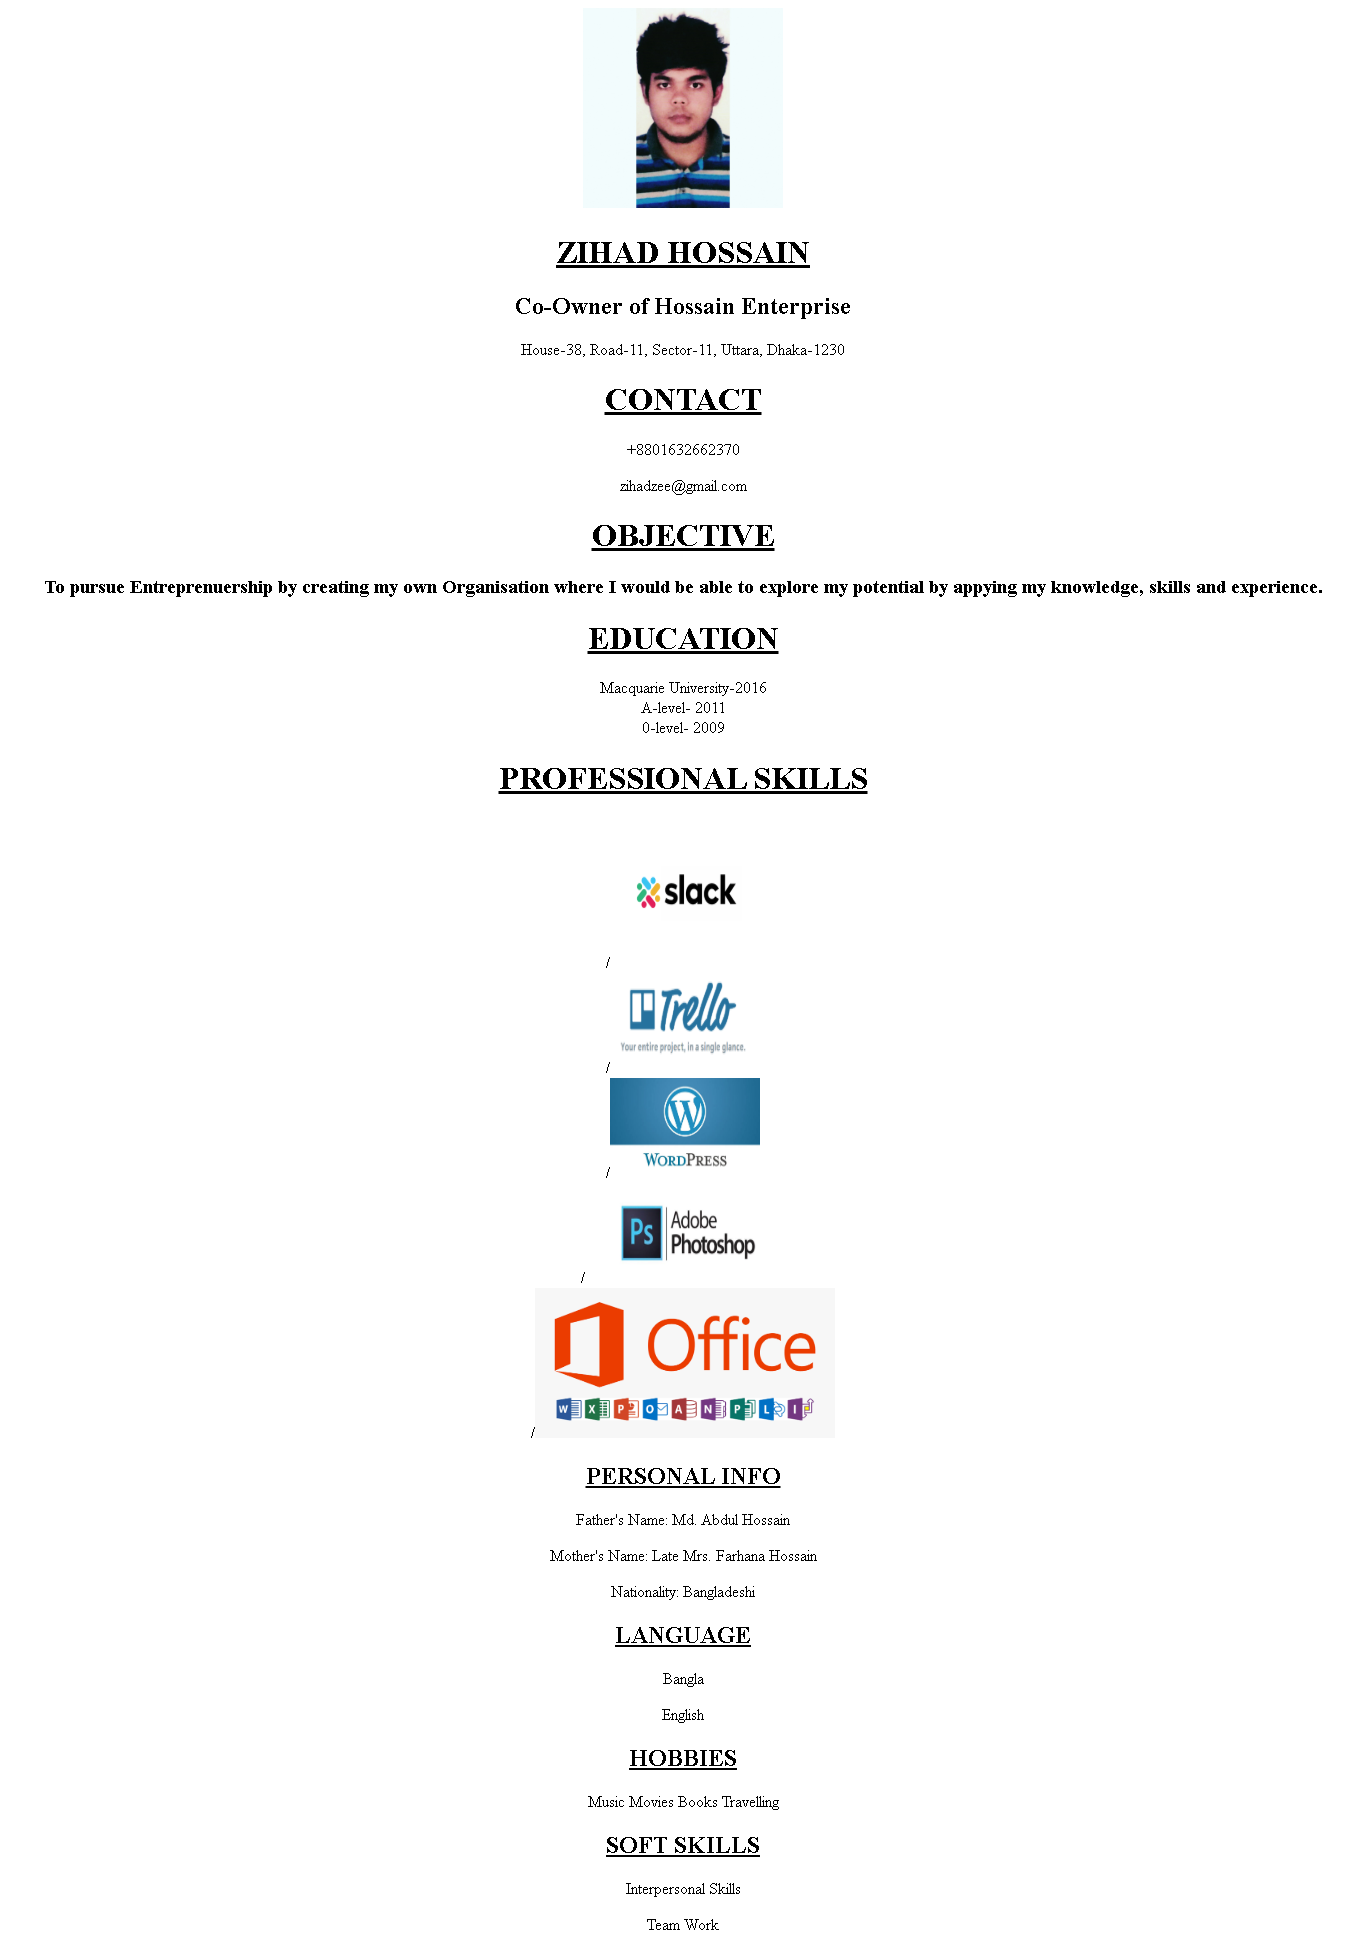 ZIHAD HOSSAIN
Co-Owner of Hossain Enterprise
House-38, Road-11, Sector-11, Uttara, Dhaka-1230
CONTACT
+8801632662370
zihadzee@gmail.com
OBJECTIVE
To pursue Entreprenuership by creating my own Organisation where I would be able to explore my potential by appying my knowledge, skills and experience.
EDUCATION
Macquarie University-2016
A-level- 2011
0-level- 2009
PROFESSIONAL SKILLS
slack
/
Trello
Your entire project, in a single glance.
/
W
WORDPRESS
/
Ps Adobe
Photoshop
/
Office
W X P O A N P L I
/
PERSONAL INFO
Father's Name: Md. Abdul Hossain
Mother's Name: Late Mrs. Farhana Hossain
Nationality: Bangladeshi
LANGUAGE
Bangla
English
HOBBIES
Music Movies Books Travelling
SOFT SKILLS
Interpersonal Skills
Team Work